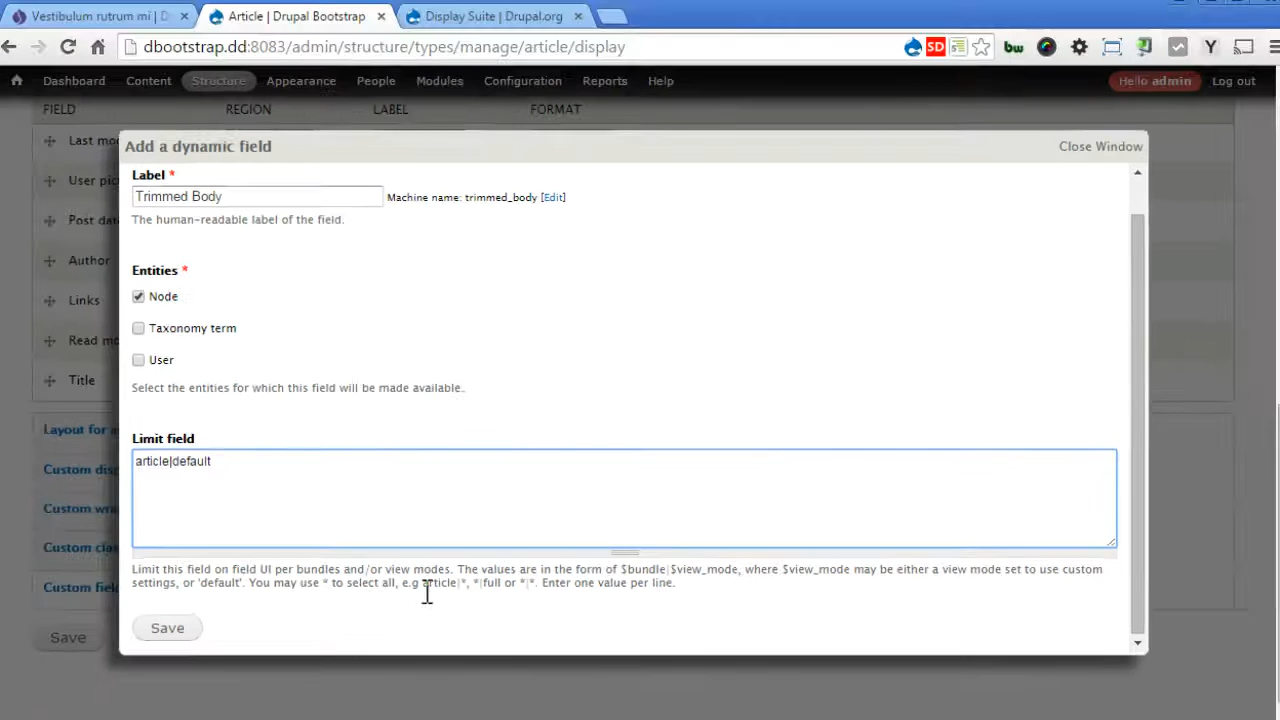 Vestibulum rutrum mi | D
Article | Drupal Bootstrap
Display Suite | Drupal.org
dbootstrap.dd:8083/admin/structure/types/manage/article/display
SD
bw
Y
Dashboard Content Structure Appearance People Modules Configuration Reports Help
Hello admin Log out
FIELD REGION LABEL FORMAT
Add a dynamic field
Close Window
Last mo
User pic
Post dat
Author
Links
Read mo
Title
Layout for a
Custom disp
Custom wra
Custom clas
Custom field
Save
Label *
Trimmed Body
Machine name: trimmed_body [Edit]
The human-readable label of the field.
Entities *
Node
Taxonomy term
User
Select the entities for which this field will be made available.
Limit field
article|default
Limit this field on field UI per bundles and/or view modes. The values are in the form of $bundle|$view_mode, where $view_mode may be either a view mode set to use custom
settings, or 'default'. You may use * to select all, e.g article|*, *|full or *|*. Enter one value per line.
Save